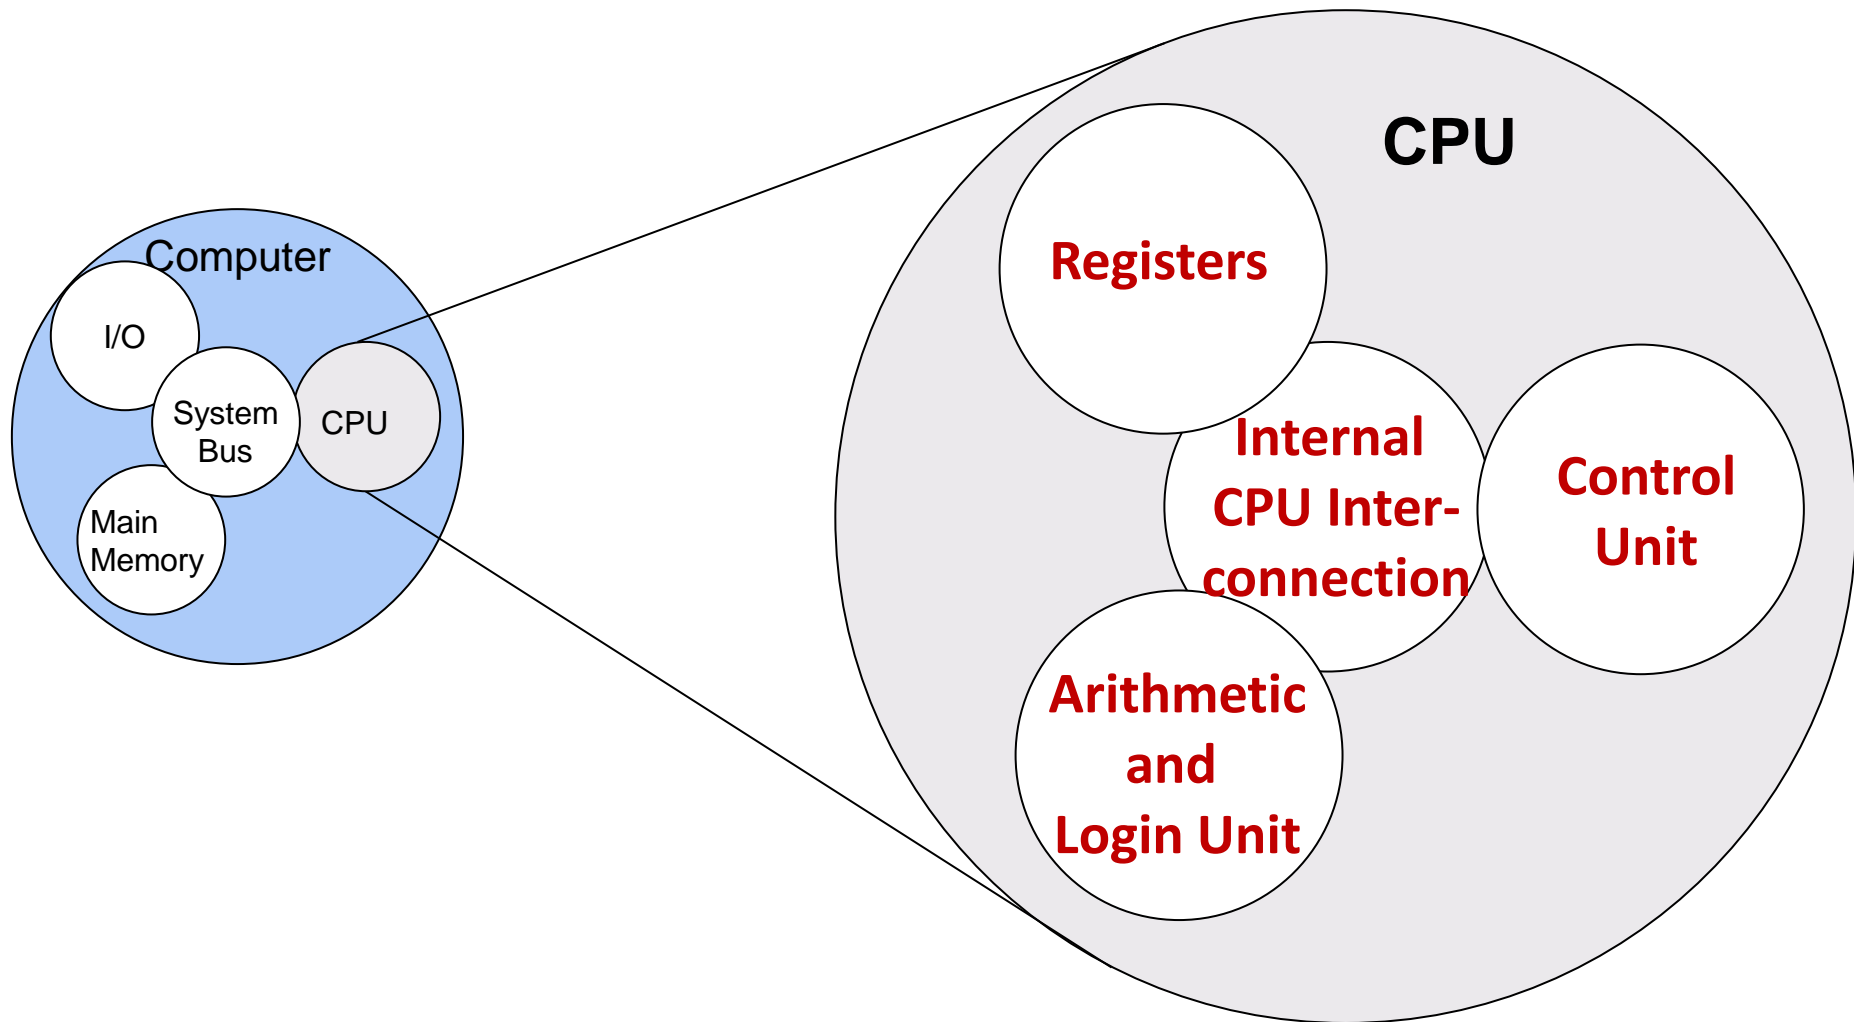 Computer
I/O
System
Bus
CPU
Main
Memory
CPU
Registers
Internal
CPU Inter-
connection
Control
Unit
Arithmetic
and
Login Unit